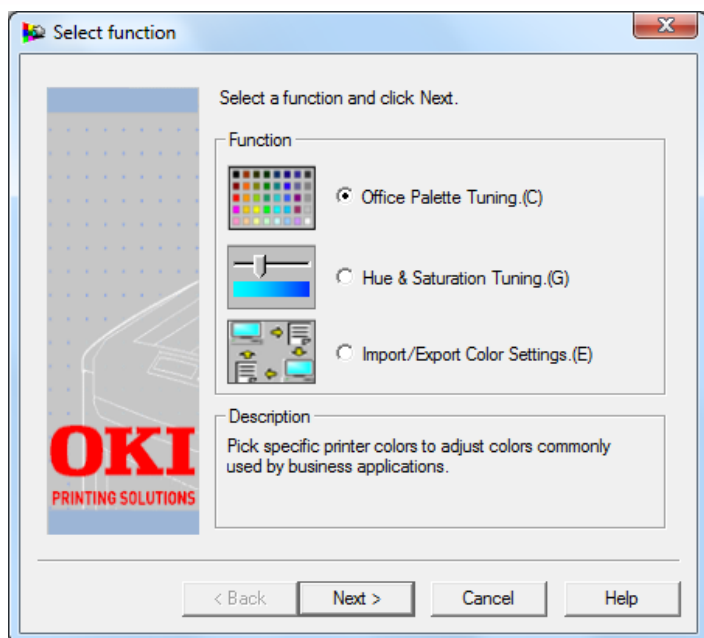 Select function
Select a function and click Next.
Function
Office Palette Tuning.(C)
Hue & Saturation Tuning.(G)
Import/Export Color Settings.(E)
Description
Pick specific printer colors to adjust colors commonly
used by business applications.
OKI
PRINTING SOLUTIONS
< Back
Next >
Cancel
Help